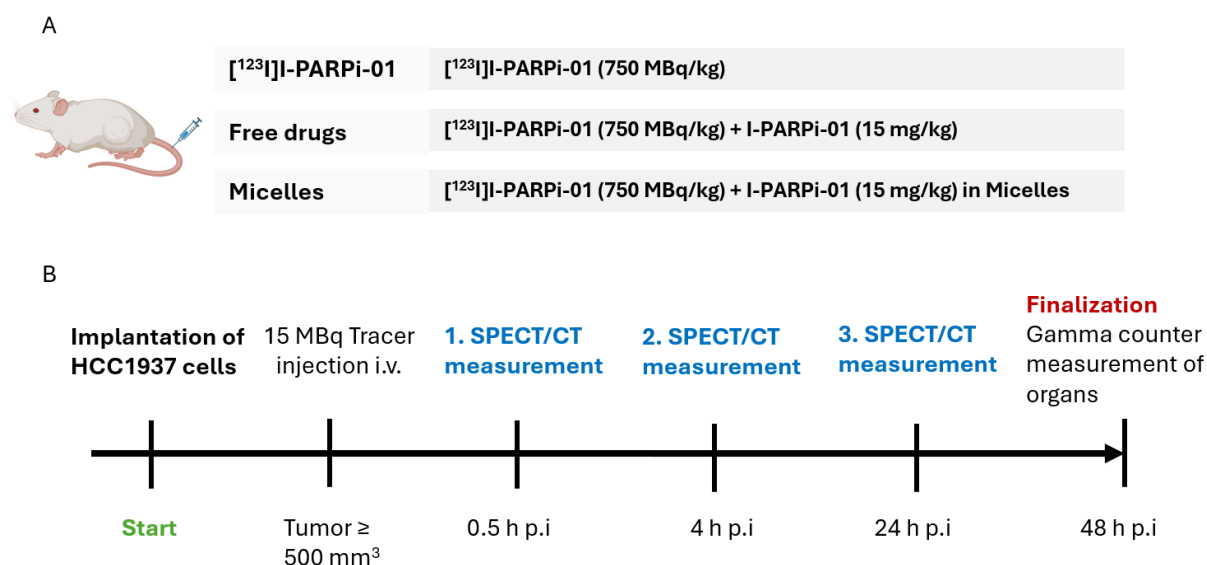 A
[¹²³I]I-PARPi-01
[¹²³I]I-PARPi-01 (750 MBq/kg)
Free drugs
[¹²³I]I-PARPi-01 (750 MBq/kg) + I-PARPi-01 (15 mg/kg)
Micelles
[¹²³I]I-PARPi-01 (750 MBq/kg) + I-PARPi-01 (15 mg/kg) in Micelles
B
Implantation of
HCC1937 cells
15 MBq Tracer
injection i.v.
1. SPECT/CT
measurement
2. SPECT/CT
measurement
3. SPECT/CT
measurement
Finalization
Gamma counter
measurement of
organs
Start
Tumor ≥
500 mm³
0.5 h p.i
4 h p.i
24 h p.i
48 h p.i